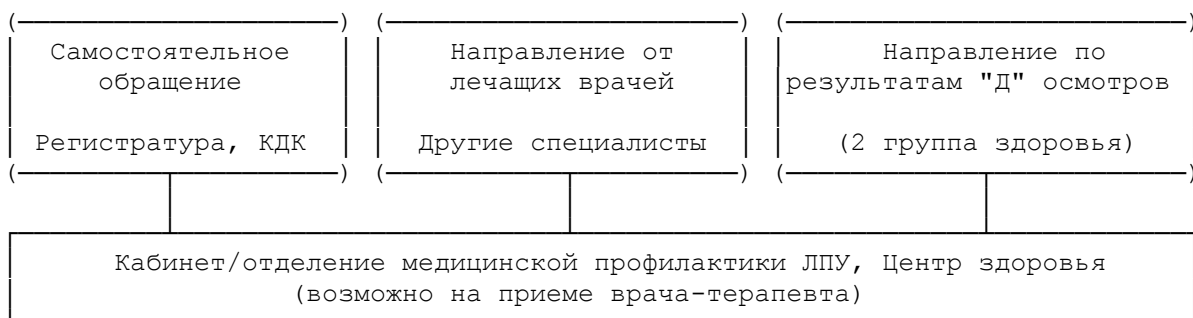 Самостоятельное обращение
Регистратура, КДК
Направление от лечащих врачей
Другие специалисты
Направление по результатам "Д" осмотров
(2 группа здоровья)
Кабинет/отделение медицинской профилактики ЛПУ, Центр здоровья
(возможно на приеме врача-терапевта)